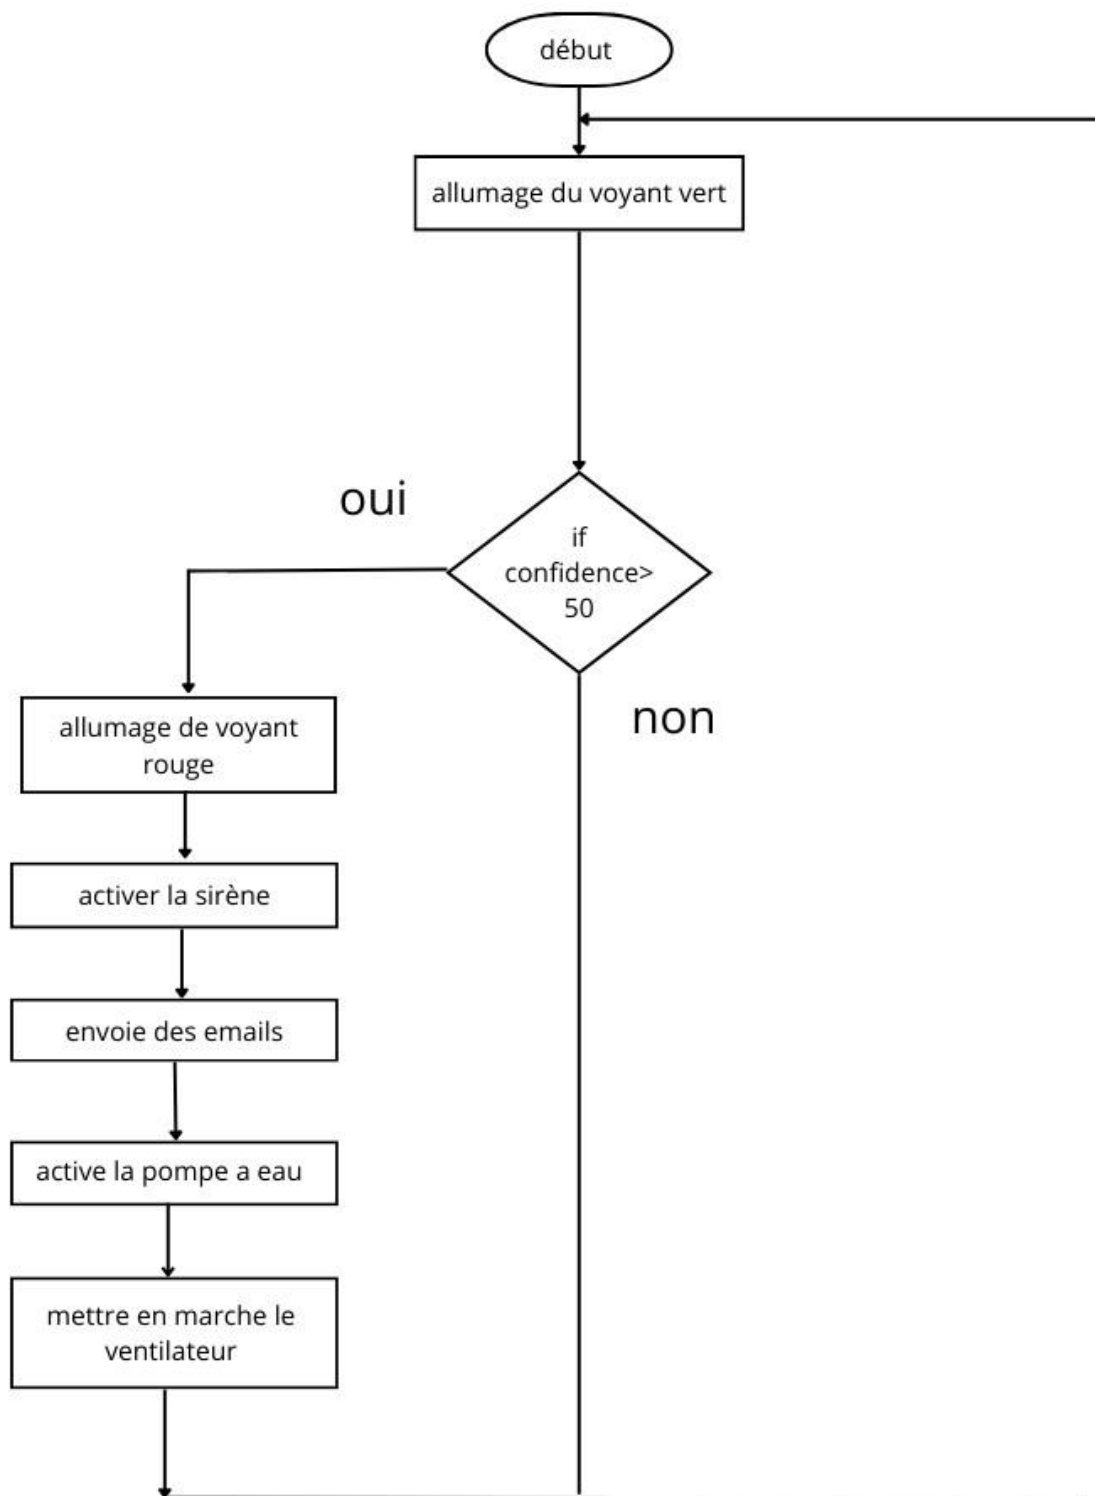 début
allumage du voyant vert
oui
if
confidence>
50
non
allumage de voyant
rouge
activer la sirène
envoie des emails
active la pompe a eau
mettre en marche le
ventilateur